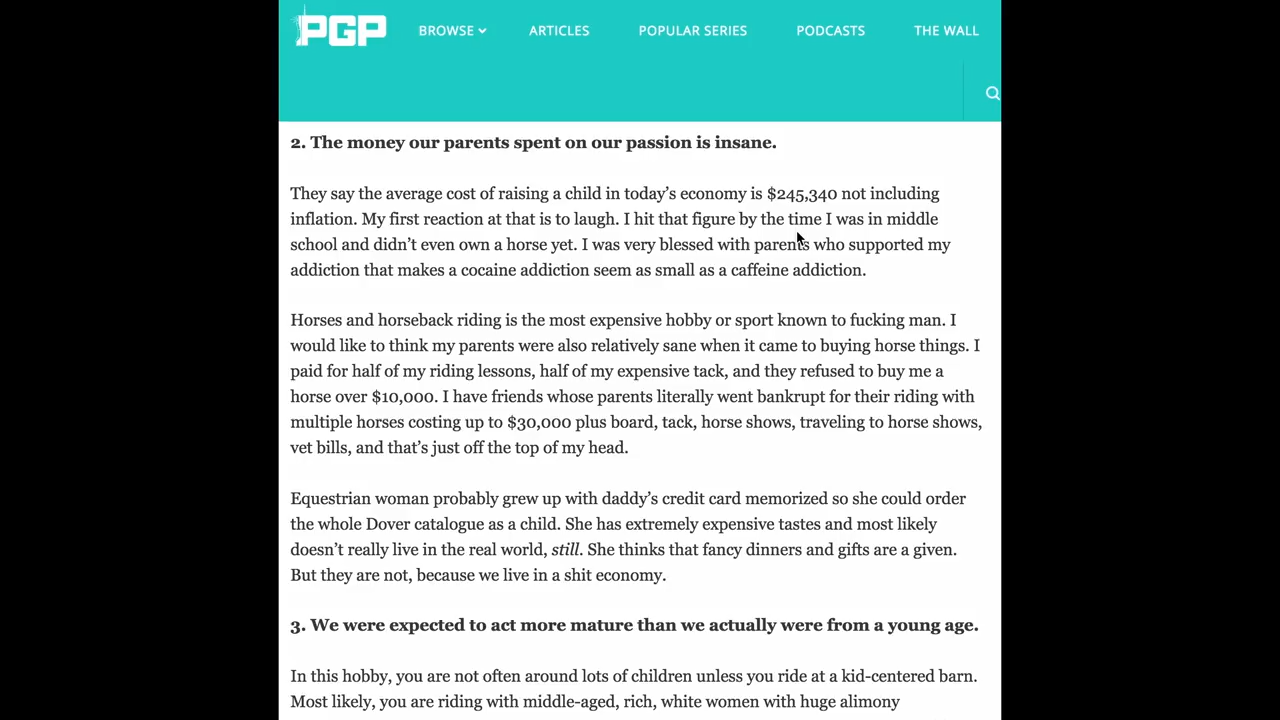 PGP
BROWSE
ARTICLES
POPULAR SERIES
PODCASTS
THE WALL
2. The money our parents spent on our passion is insane.
They say the average cost of raising a child in today’s economy is $245,340 not including
inflation. My first reaction at that is to laugh. I hit that figure by the time I was in middle
school and didn’t even own a horse yet. I was very blessed with parents who supported my
addiction that makes a cocaine addiction seem as small as a caffeine addiction.
Horses and horseback riding is the most expensive hobby or sport known to fucking man. I
would like to think my parents were also relatively sane when it came to buying horse things. I
paid for half of my riding lessons, half of my expensive tack, and they refused to buy me a
horse over $10,000. I have friends whose parents literally went bankrupt for their riding with
multiple horses costing up to $30,000 plus board, tack, horse shows, traveling to horse shows,
vet bills, and that’s just off the top of my head.
Equestrian woman probably grew up with daddy’s credit card memorized so she could order
the whole Dover catalogue as a child. She has extremely expensive tastes and most likely
doesn’t really live in the real world, still. She thinks that fancy dinners and gifts are a given.
But they are not, because we live in a shit economy.
3. We were expected to act more mature than we actually were from a young age.
In this hobby, you are not often around lots of children unless you ride at a kid-centered barn.
Most likely, you are riding with middle-aged, rich, white women with huge alimony